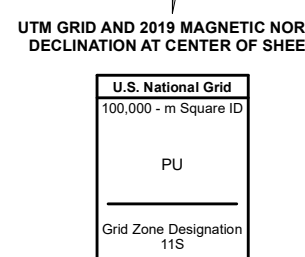 UTM GRID AND 2019 MAGNETIC NOR
DECLINATION AT CENTER OF SHEE
U.S. National Grid
100,000 - m Square ID
PU
Grid Zone Designation
11S